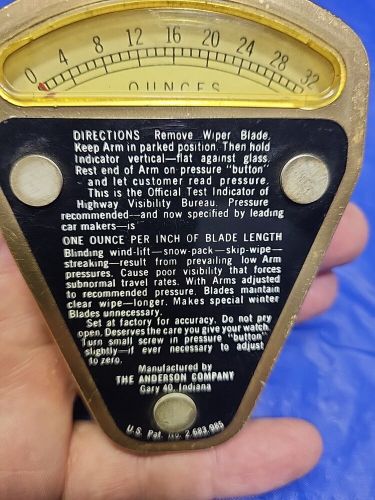 0 4 8 12 16 20 24 28 32
OUNCES
DIRECTIONS Remove Wiper Blade.
Keep Arm in parked position. Then hold
Indicator vertical—flat against glass.
Rest end of Arm on pressure "button"
and let customer read pressure.
This is the Official Test Indicator of
Highway Visibility Bureau. Pressure
recommended—and now specified by leading
car makers—is
ONE OUNCE PER INCH OF BLADE LENGTH
Blinding wind-lift—snow-pack—skip-wipe—
streaking—result from prevailing low Arm
pressures. Cause poor visibility that forces
subnormal travel rates. With Arms adjusted
to recommended pressure. Blades maintain
clear wipe—longer. Makes special winter
Blades unnecessary.
Set at factory for accuracy. Do not pry
open. Deserves the care you give your watch.
Turn small screw in pressure "button"
slightly—if ever necessary to adjust
to zero.
Manufactured by
THE ANDERSON COMPANY
Gary 40, Indiana
U.S. Pat. No. 2,683,985